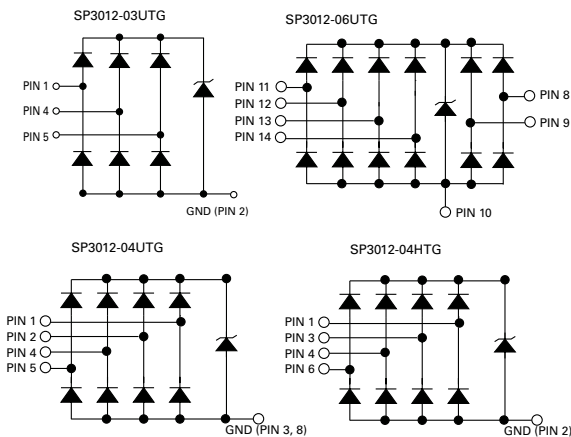 SP3012-03UTG
PIN 1
PIN 4
PIN 5
GND (PIN 2)
SP3012-06UTG
PIN 11
PIN 12
PIN 13
PIN 14
PIN 8
PIN 9
PIN 10
SP3012-04UTG
PIN 1
PIN 2
PIN 4
PIN 5
GND (PIN 3, 8)
SP3012-04HTG
PIN 1
PIN 3
PIN 4
PIN 6
GND (PIN 2)